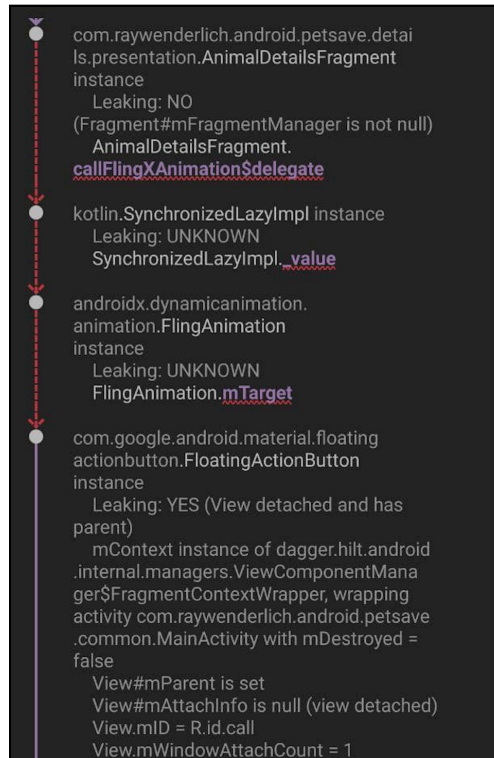 com.raywenderlich.android.petsave.detai
ls.presentation.AnimalDetailsFragment
instance
Leaking: NO
(Fragment#mFragmentManager is not null)
AnimalDetailsFragment.
callFlingXAnimation$delegate
kotlin.SynchronizedLazyImpl instance
Leaking: UNKNOWN
SynchronizedLazyImpl._value
androidx.dynamicanimation.
animation.FlingAnimation
instance
Leaking: UNKNOWN
FlingAnimation.mTarget
com.google.android.material.floating
actionbutton.FloatingActionButton
instance
Leaking: YES (View detached and has
parent)
mContext instance of dagger.hilt.android
.internal.managers.ViewComponentMana
ger$FragmentContextWrapper, wrapping
activity com.raywenderlich.android.petsave
.common.MainActivity with mDestroyed =
false
View#mParent is set
View#mAttachInfo is null (view detached)
View.mID = R.id.call
View.mWindowAttachCount = 1